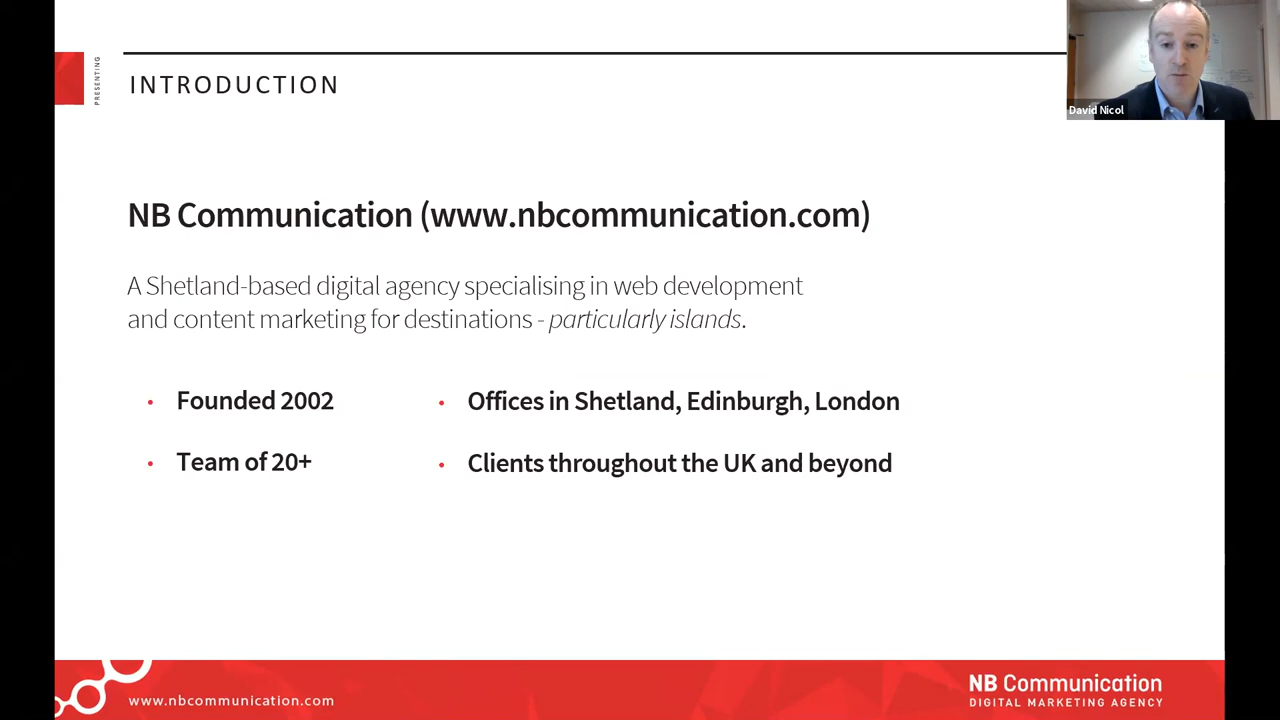 PRESENTING
INTRODUCTION
David Nicol
NB Communication (www.nbcommunication.com)
A Shetland-based digital agency specialising in web development
and content marketing for destinations - particularly islands.
• Founded 2002
• Offices in Shetland, Edinburgh, London
• Team of 20+
• Clients throughout the UK and beyond
www.nbcommunication.com
NB Communication
DIGITAL MARKETING AGENCY